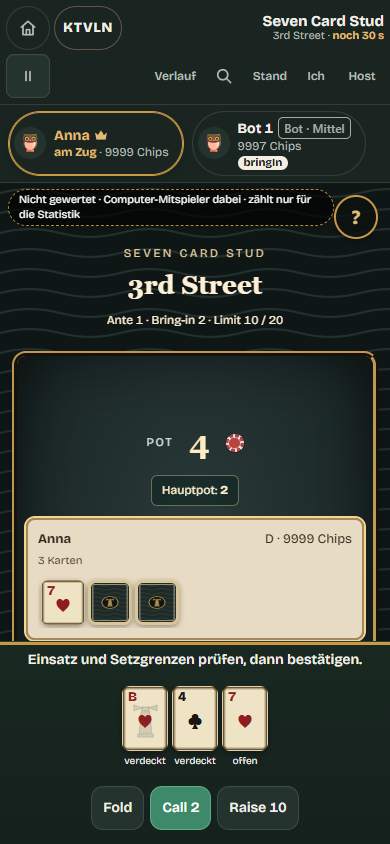 KTVLN
Seven Card Stud
3rd Street · noch 30 s
Verlauf
Stand
Ich
Host
Anna
am Zug · 9999 Chips
Bot 1
Bot · Mittel
9997 Chips
bringIn
Nicht gewertet · Computer-Mitspieler dabei · zählt nur für
die Statistik
?
SEVEN CARD STUD
3rd Street
Ante 1 · Bring-in 2 · Limit 10 / 20
POT 4
Hauptpot: 2
Anna
D · 9999 Chips
3 Karten
7
Einsatz und Setzgrenzen prüfen, dann bestätigen.
B
4
7
verdeckt
verdeckt
offen
Fold
Call 2
Raise 10